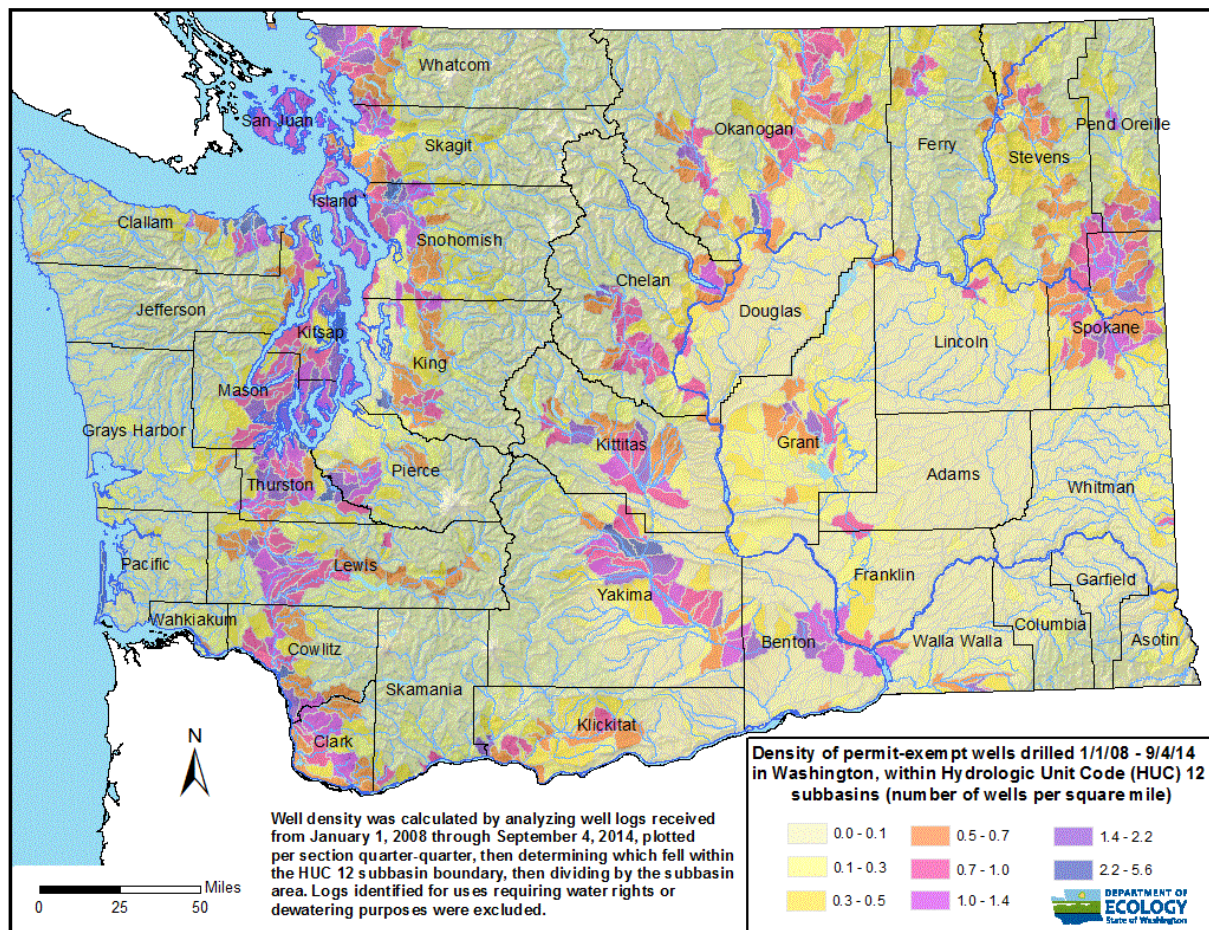 Whatcom
San Juan
Skagit
Okanogan
Ferry
Stevens
Pend Oreille
Island
Clallam
Snohomish
Chelan
Douglas
Jefferson
Kitsap
King
Lincoln
Spokane
Mason
Grays Harbor
Kittitas
Grant
Pierce
Thurston
Adams
Whitman
Pacific
Lewis
Yakima
Franklin
Garfield
Wahkiakum
Cowlitz
Benton
Walla Walla
Columbia
Asotin
Skamania
Klickitat
Clark
N
Miles
0 25 50
Well density was calculated by analyzing well logs received
from January 1, 2008 through September 4, 2014, plotted
per section quarter-quarter, then determining which fell within
the HUC 12 subbasin boundary, then dividing by the subbasin
area. Logs identified for uses requiring water rights or
dewatering purposes were excluded.
Density of permit-exempt wells drilled 1/1/08 - 9/4/14
in Washington, within Hydrologic Unit Code (HUC) 12
subbasins (number of wells per square mile)
0.0 - 0.1
0.1 - 0.3
0.3 - 0.5
0.5 - 0.7
0.7 - 1.0
1.0 - 1.4
1.4 - 2.2
2.2 - 5.6
DEPARTMENT OF
ECOLOGY
State of Washington